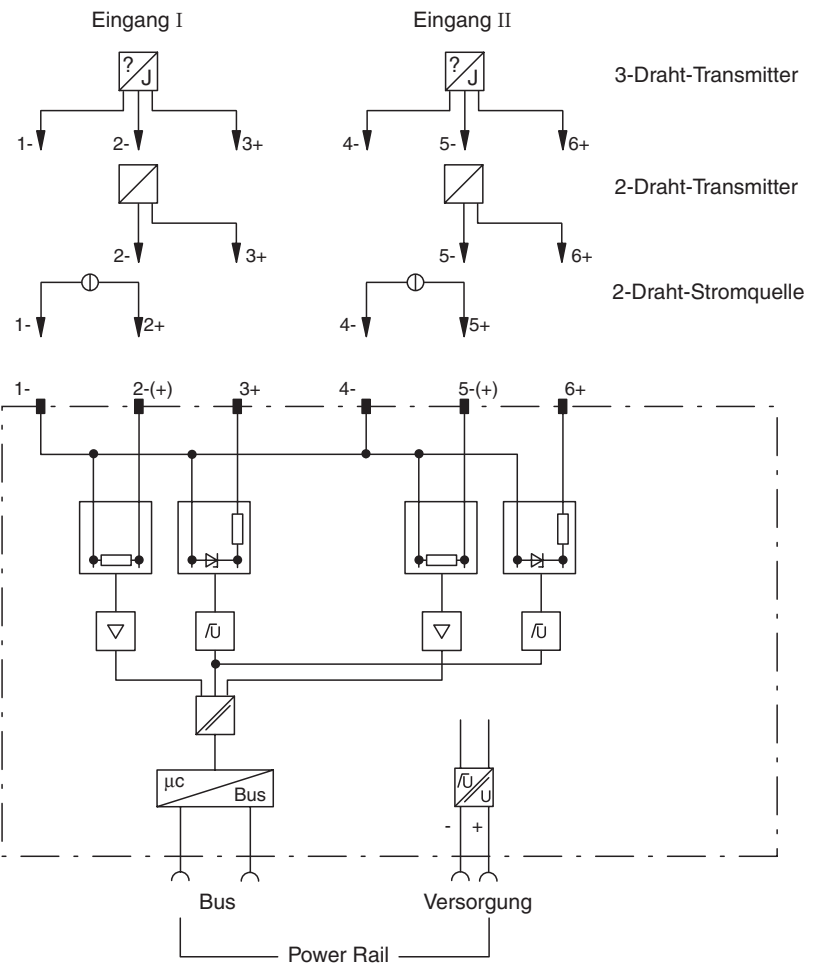 Eingang I Eingang II
? J ? J 3-Draht-Transmitter
1- 2- 3+ 4- 5- 6+
2-Draht-Transmitter
2- 3+ 5- 6+
2-Draht-Stromquelle
1- 2+ 4- 5+
1- 2-(+) 3+ 4- 5-(+) 6+
/Ū /Ū
µc Bus /Ū U
- +
Bus Versorgung
Power Rail